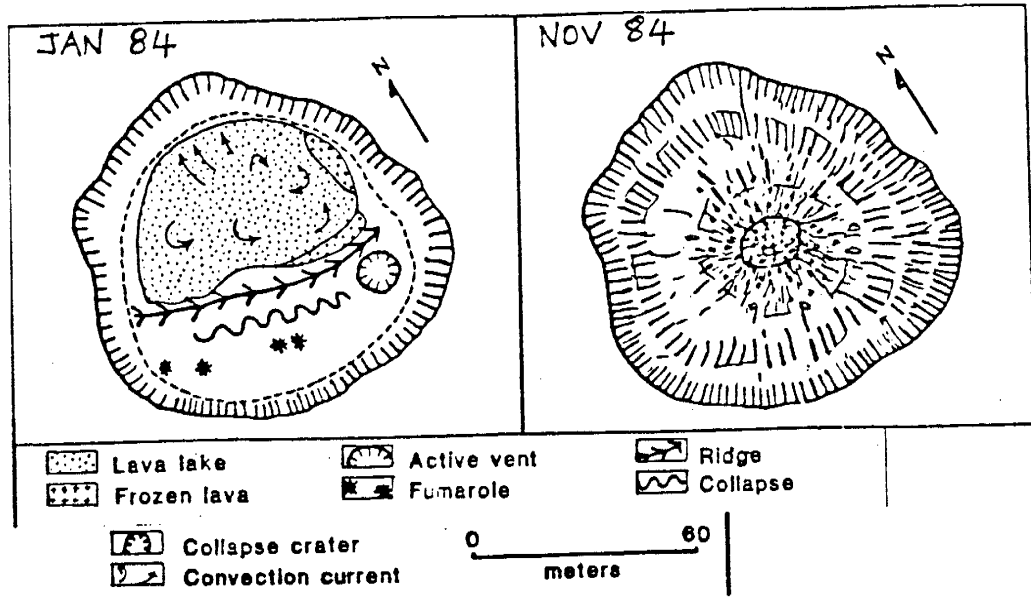 JAN 84
N
NOV 84
N
Lava lake
Active vent
Ridge
Frozen lava
Fumarole
Collapse
Collapse crater
Convection current
0 60
meters